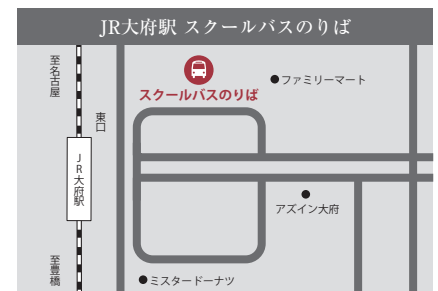 JR大府駅 スクールバスのりば
至名古屋
スクールバスのりば
●ファミリーマート
東口
JR大府駅
アズイン大府
至豊橋
●ミスタードーナツ